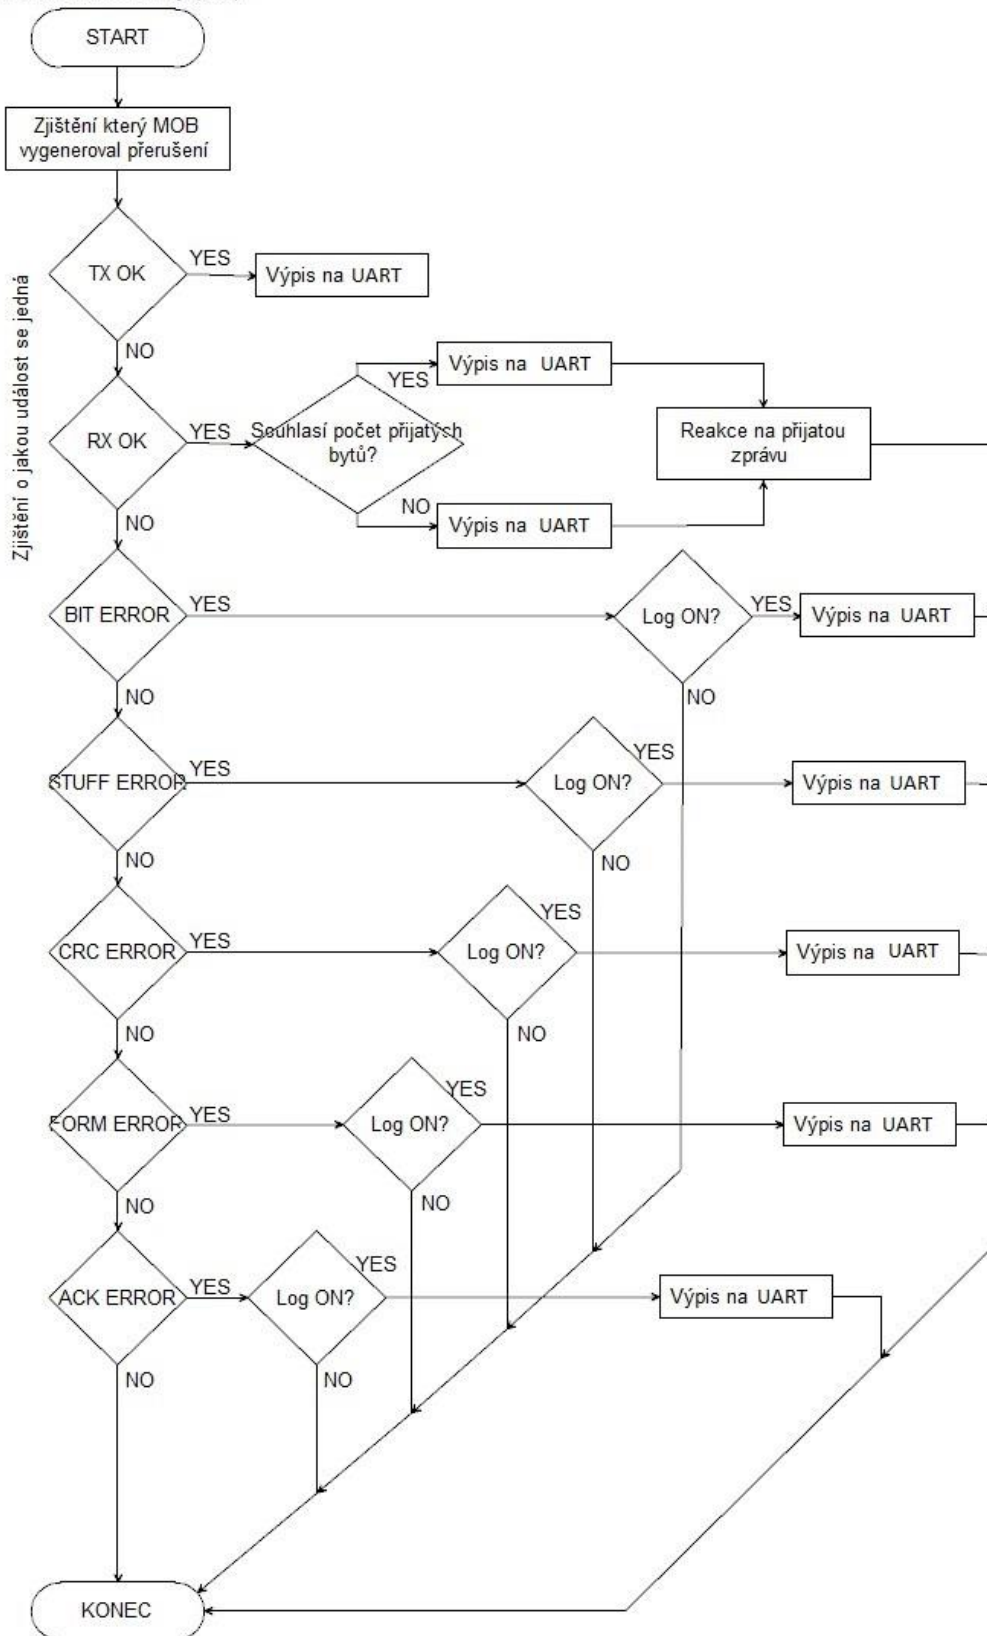 START
Zjištění který MOB
vygeneroval přerušení
Zjištění o jakou událost se jedná
TX OK
YES
Výpis na UART
NO
RX OK
YES
Souhlasí počet přijatých
bytů?
YES
Výpis na UART
NO
Výpis na UART
Reakce na přijatou
zprávu
NO
BIT ERROR
YES
Log ON?
YES
Výpis na UART
NO
NO
STUFF ERROR
YES
Log ON?
YES
Výpis na UART
NO
NO
CRC ERROR
YES
Log ON?
YES
Výpis na UART
NO
NO
FORM ERROR
YES
Log ON?
YES
Výpis na UART
NO
NO
ACK ERROR
YES
Log ON?
YES
Výpis na UART
NO
NO
KONEC